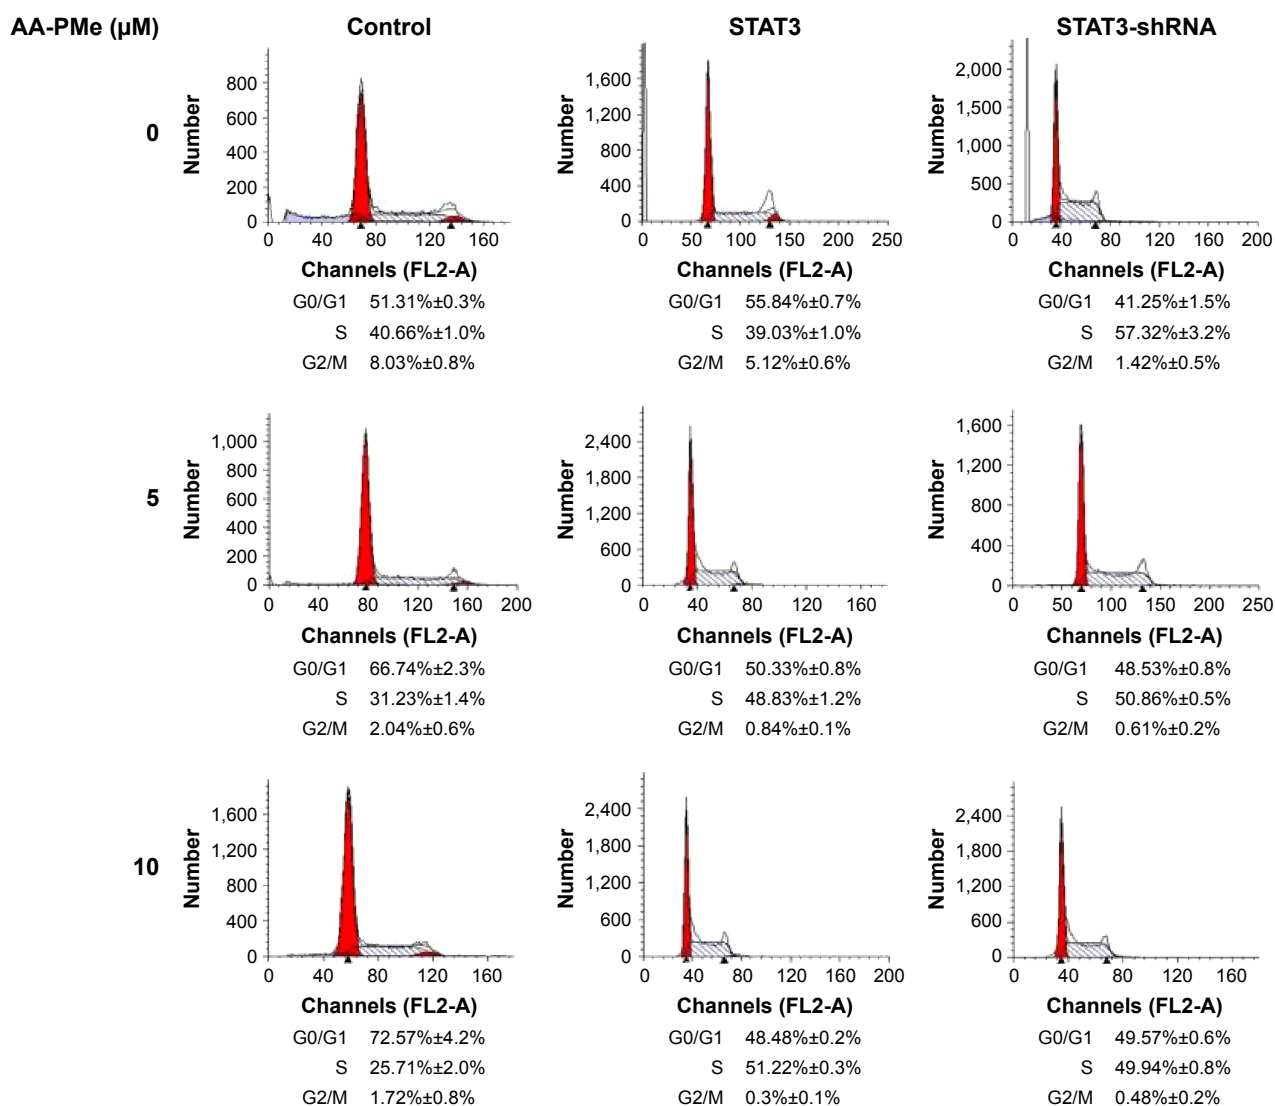 AA-PMe (μM) Control STAT3 STAT3-shRNA
0
Number
800
600
400
200
0
0 40 80 120 160
Channels (FL2-A)
G0/G1 51.31%±0.3%
S 40.66%±1.0%
G2/M 8.03%±0.8%
Number
1,600
1,200
800
400
0
0 50 100 150 200 250
Channels (FL2-A)
G0/G1 55.84%±0.7%
S 39.03%±1.0%
G2/M 5.12%±0.6%
Number
2,000
1,500
1,000
500
0
0 40 80 120 160 200
Channels (FL2-A)
G0/G1 41.25%±1.5%
S 57.32%±3.2%
G2/M 1.42%±0.5%
5
Number
1,000
800
600
400
200
0
0 40 80 120 160 200
Channels (FL2-A)
G0/G1 66.74%±2.3%
S 31.23%±1.4%
G2/M 2.04%±0.6%
Number
2,400
1,800
1,200
600
0
0 40 80 120 160
Channels (FL2-A)
G0/G1 50.33%±0.8%
S 48.83%±1.2%
G2/M 0.84%±0.1%
Number
1,600
1,200
800
400
0
0 50 100 150 200 250
Channels (FL2-A)
G0/G1 48.53%±0.8%
S 50.86%±0.5%
G2/M 0.61%±0.2%
10
Number
1,600
1,200
800
400
0
0 40 80 120 160
Channels (FL2-A)
G0/G1 72.57%±4.2%
S 25.71%±2.0%
G2/M 1.72%±0.8%
Number
2,400
1,800
1,200
600
0
0 40 80 120 160 200
Channels (FL2-A)
G0/G1 48.48%±0.2%
S 51.22%±0.3%
G2/M 0.3%±0.1%
Number
2,400
1,800
1,200
600
0
0 40 80 120 160
Channels (FL2-A)
G0/G1 49.57%±0.6%
S 49.94%±0.8%
G2/M 0.48%±0.2%